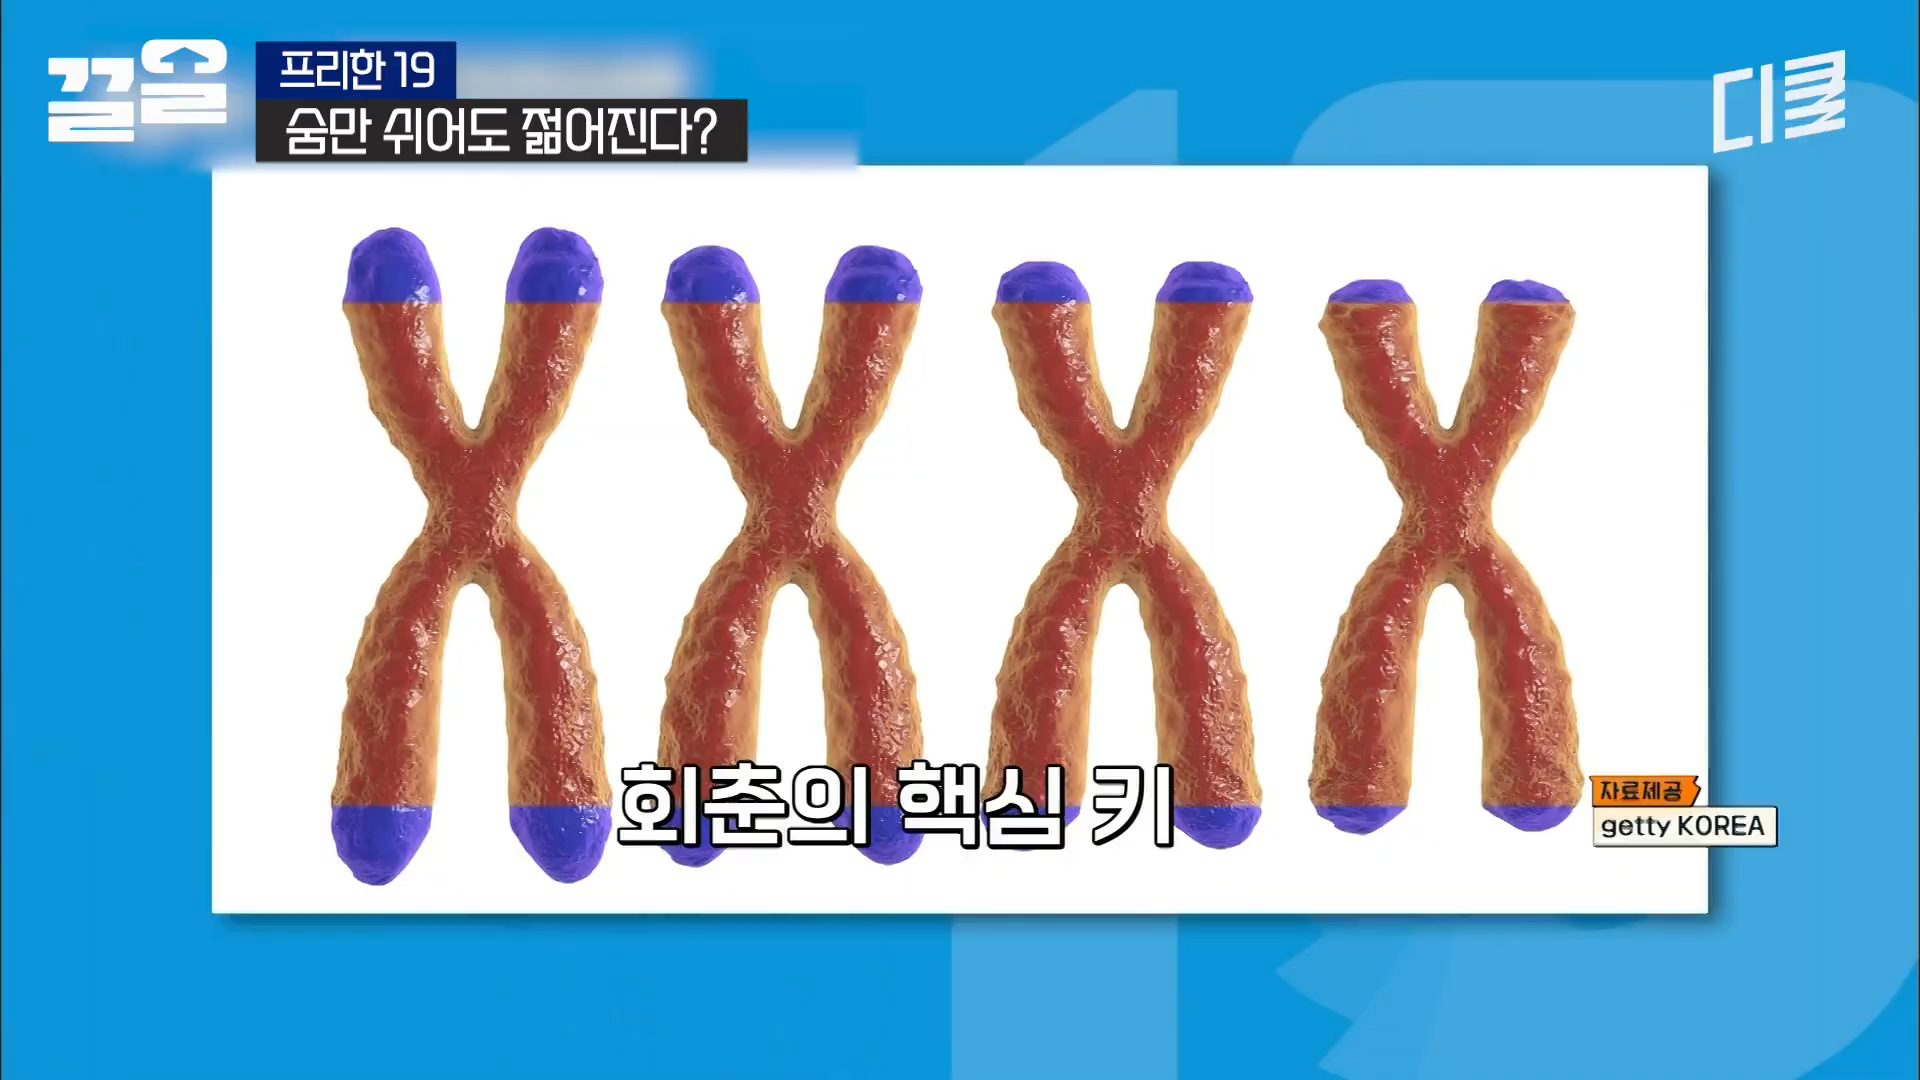 끌올
프리한 19
숨만 쉬어도 젊어진다?
디클
회춘의 핵심 키
자료제공
getty KOREA